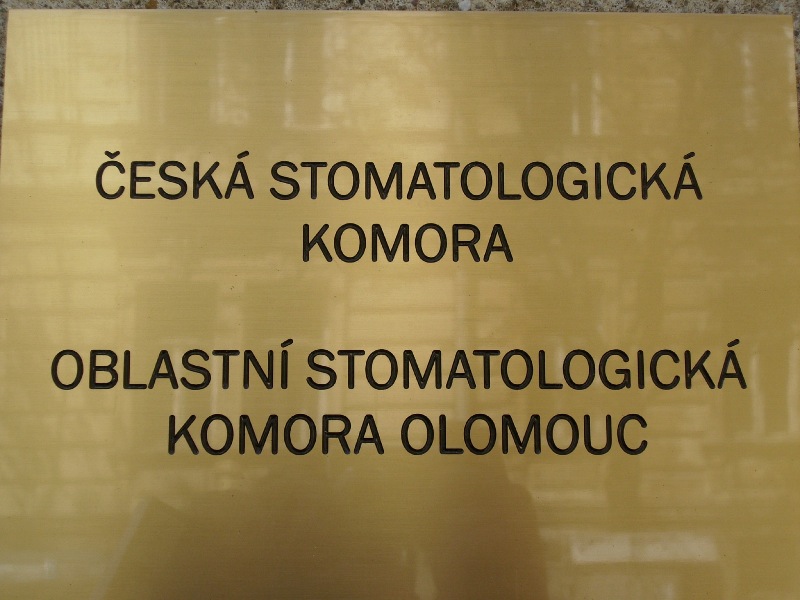 ČESKÁ STOMATOLOGICKÁ
KOMORA
OBLASTNÍ STOMATOLOGICKÁ
KOMORA OLOMOUC